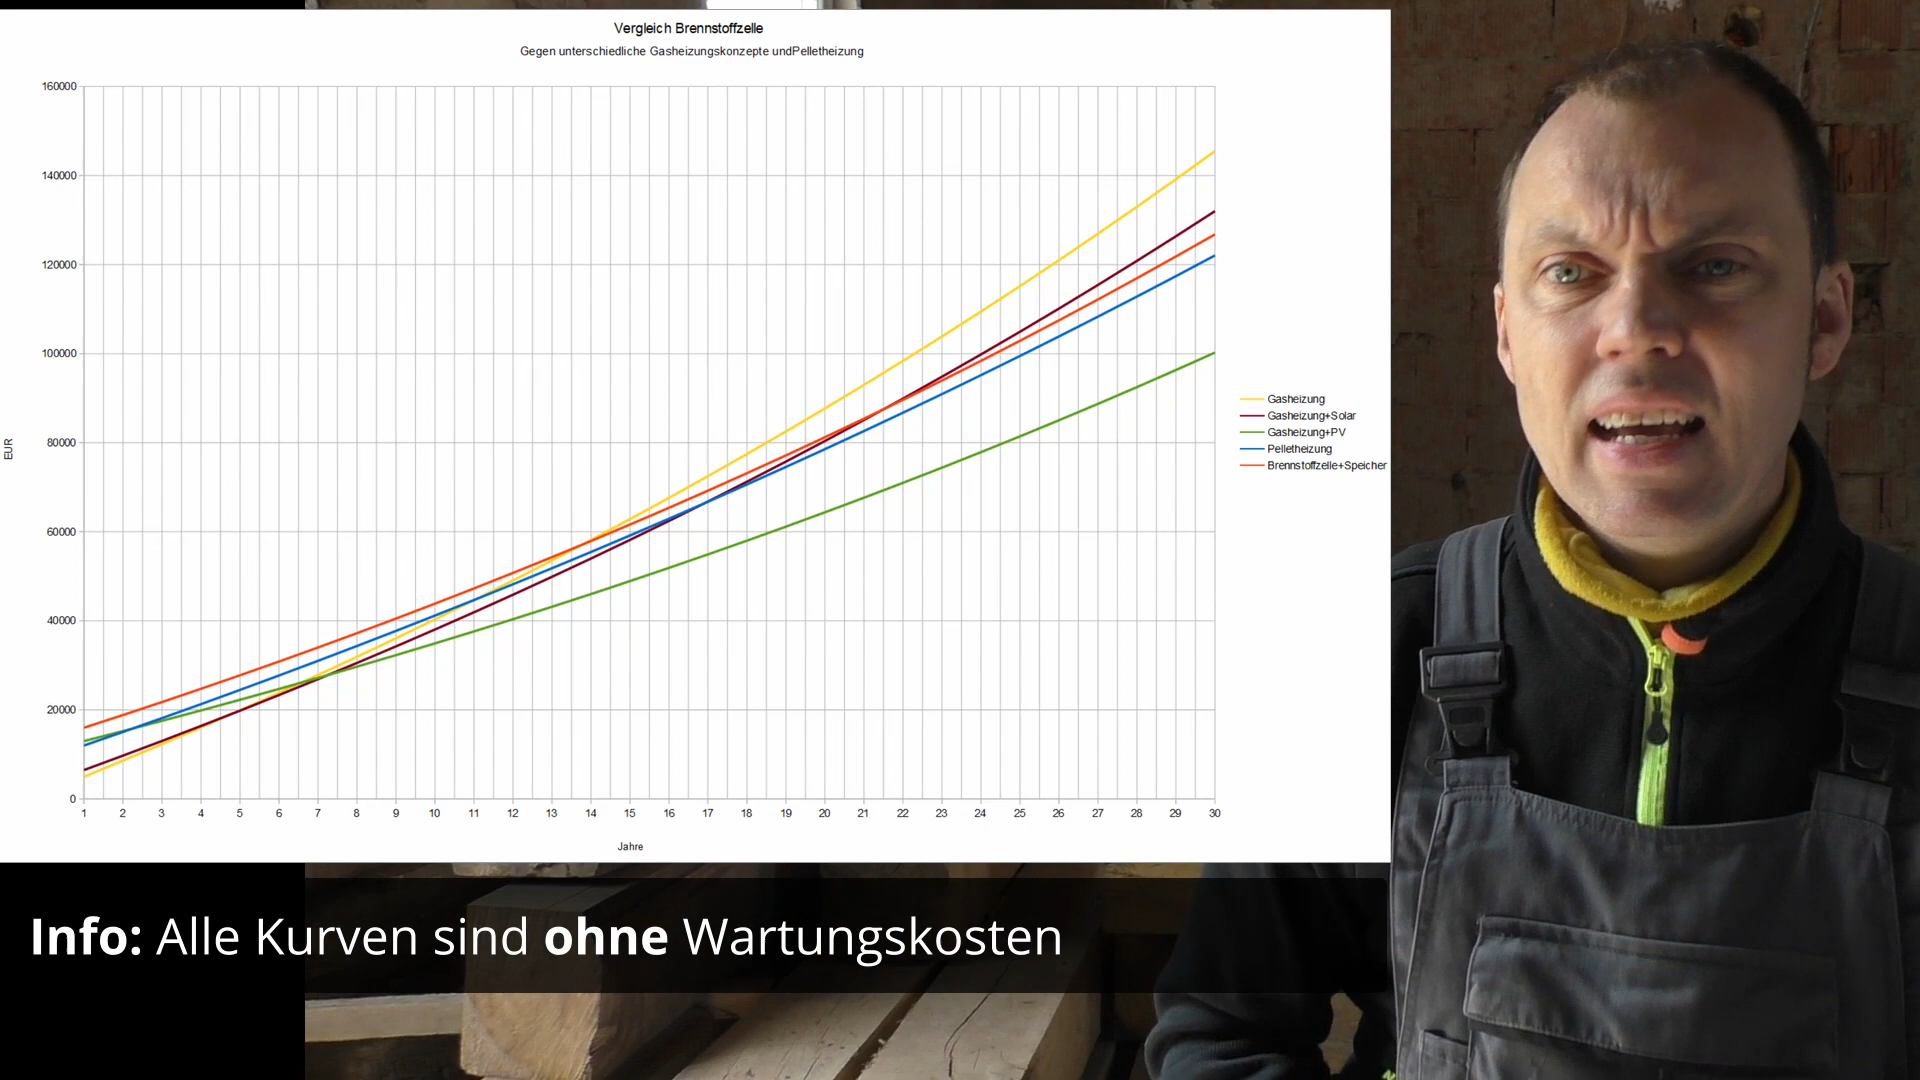 Vergleich Brennstoffzelle
Gegen unterschiedliche Gasheizungskonzepte undPelletheizung
160000
140000
120000
100000
80000
60000
40000
20000
0
EUR
1 2 3 4 5 6 7 8 9 10 11 12 13 14 15 16 17 18 19 20 21 22 23 24 25 26 27 28 29 30
Jahre
Gasheizung
Gasheizung+Solar
Gasheizung+PV
Pelletheizung
Brennstoffzelle+Speicher
Info: Alle Kurven sind ohne Wartungskosten